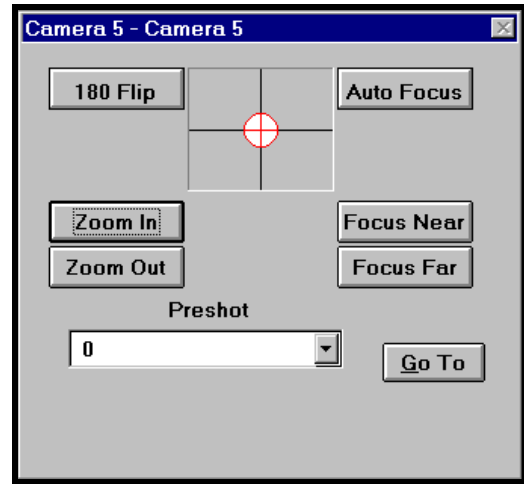 Camera 5 - Camera 5
180 Flip
Auto Focus
Zoom In
Focus Near
Zoom Out
Focus Far
Preshot
0
Go To